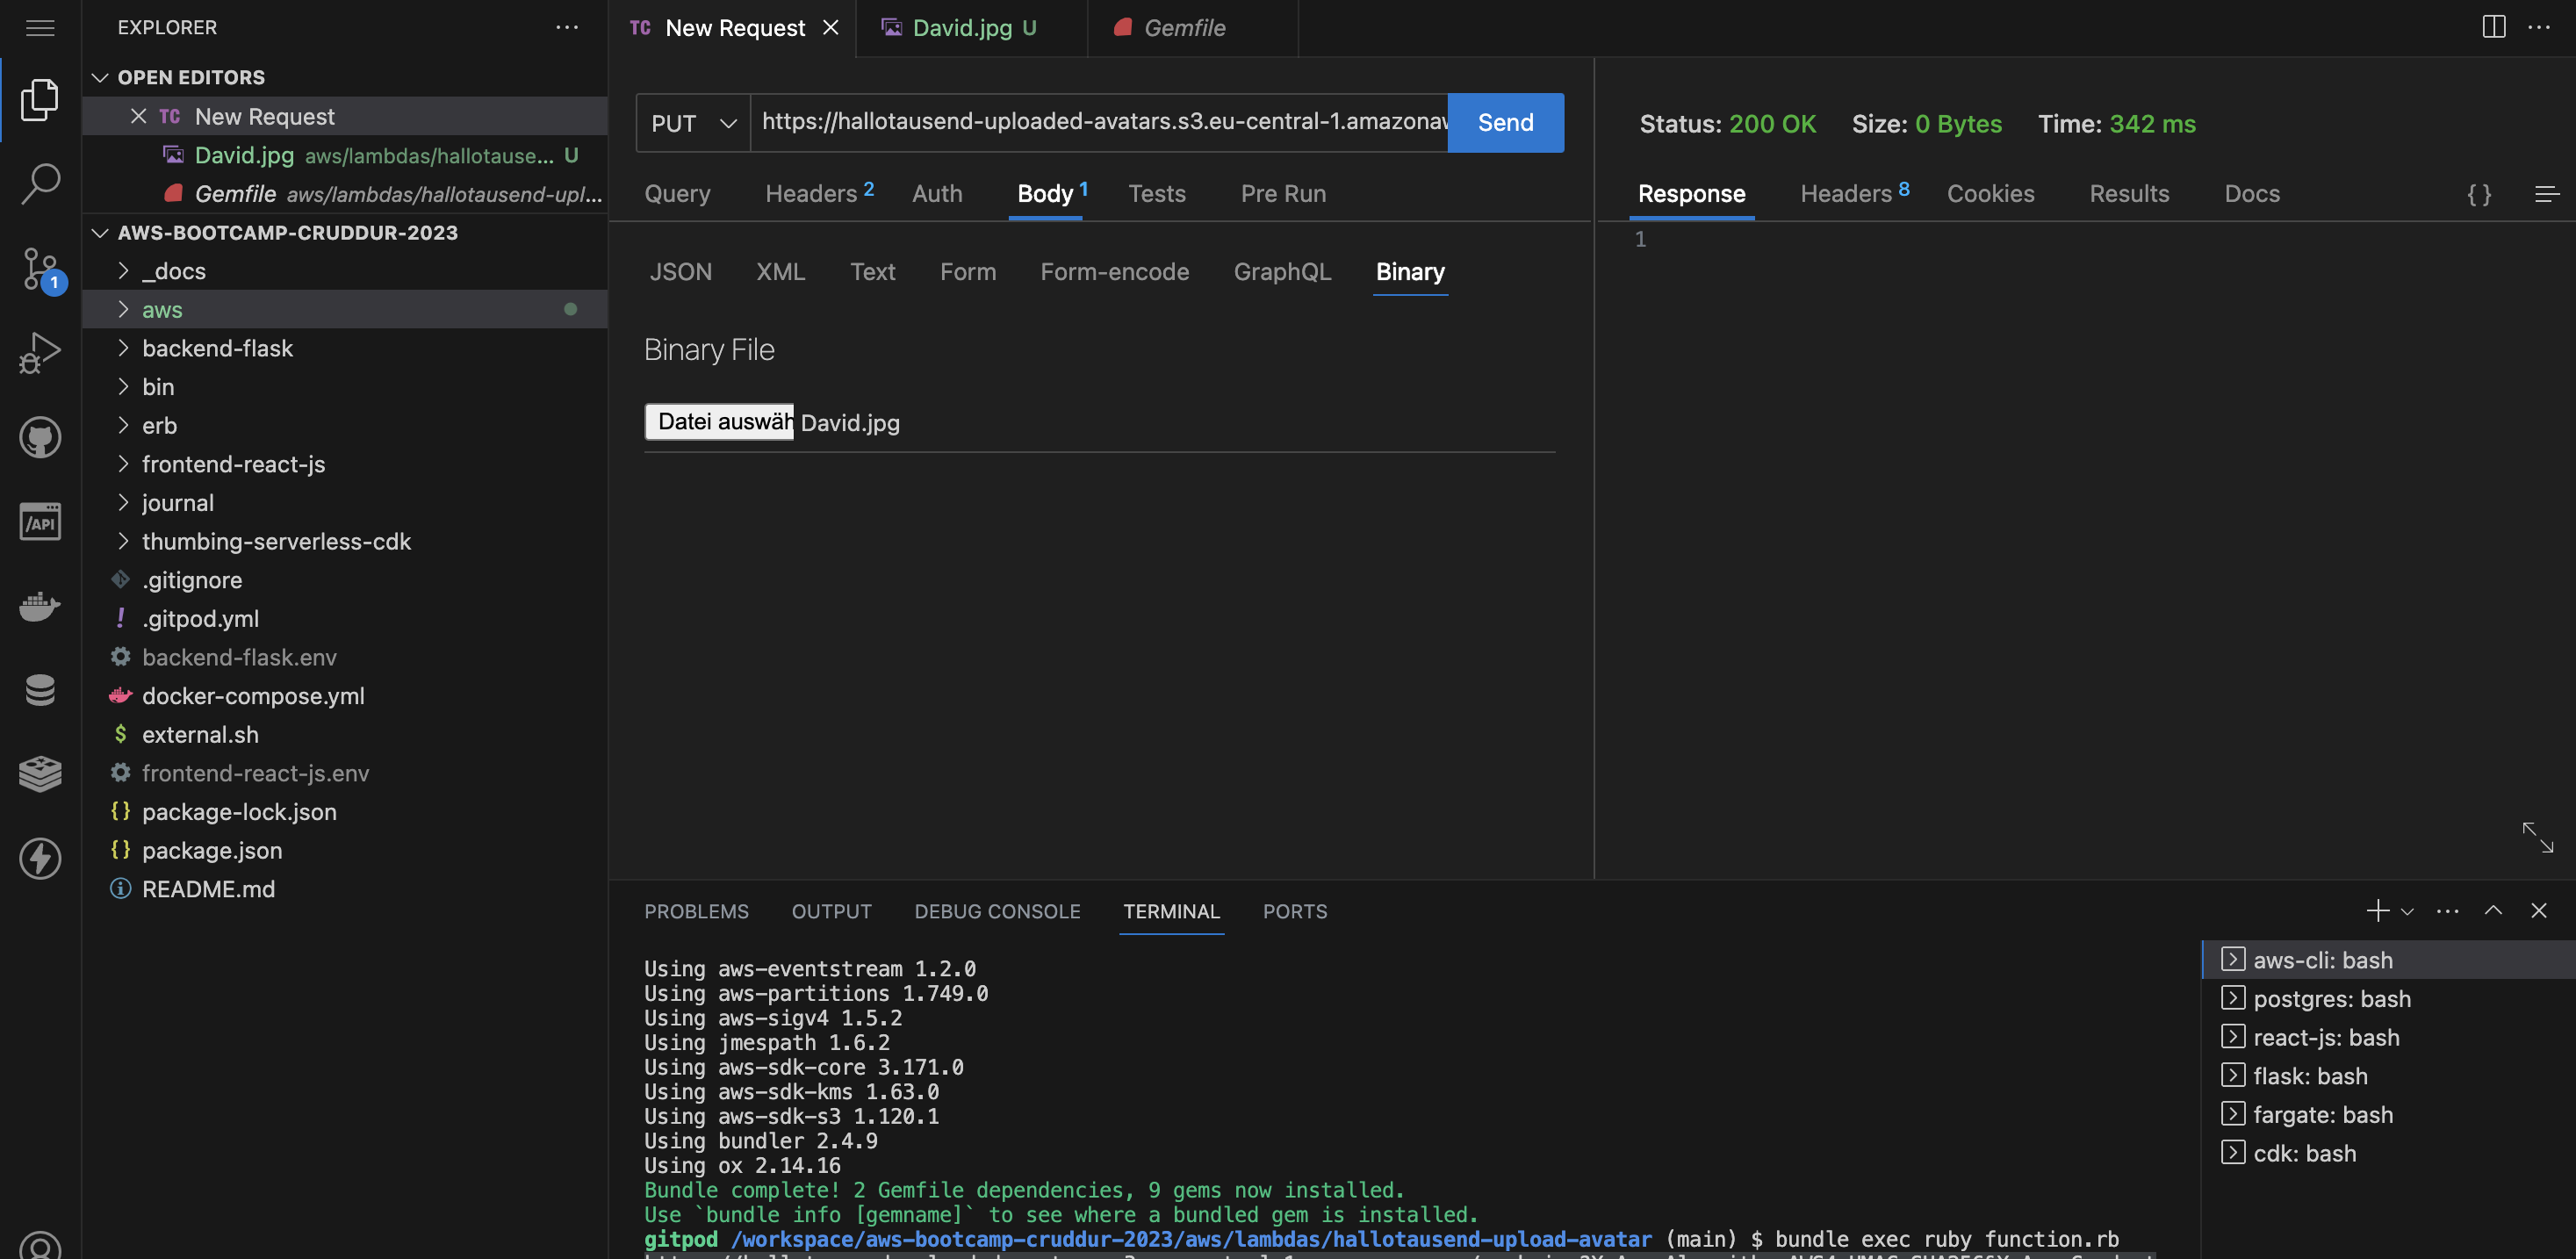 EXPLORER
OPEN EDITORS
TC New Request
David.jpg aws/lambdas/hallotause... U
Gemfile aws/lambdas/hallotausend-upl...
AWS-BOOTCAMP-CRUDDUR-2023
_docs
aws
backend-flask
bin
erb
frontend-react-js
journal
thumbing-serverless-cdk
.gitignore
! .gitpod.yml
backend-flask.env
docker-compose.yml
$ external.sh
frontend-react-js.env
{} package-lock.json
{} package.json
README.md
1
/API
TC New Request
David.jpg U
Gemfile
PUT https://hallotausend-uploaded-avatars.s3.eu-central-1.amazonaw Send
Query Headers 2 Auth Body 1 Tests Pre Run
JSON XML Text Form Form-encode GraphQL Binary
Binary File
Datei auswäh David.jpg
Status: 200 OK Size: 0 Bytes Time: 342 ms
Response Headers 8 Cookies Results Docs {}
1
PROBLEMS OUTPUT DEBUG CONSOLE TERMINAL PORTS
Using aws-eventstream 1.2.0
Using aws-partitions 1.749.0
Using aws-sigv4 1.5.2
Using jmespath 1.6.2
Using aws-sdk-core 3.171.0
Using aws-sdk-kms 1.63.0
Using aws-sdk-s3 1.120.1
Using bundler 2.4.9
Using ox 2.14.16
Bundle complete! 2 Gemfile dependencies, 9 gems now installed.
Use `bundle info [gemname]` to see where a bundled gem is installed.
gitpod /workspace/aws-bootcamp-cruddur-2023/aws/lambdas/hallotausend-upload-avatar (main) $ bundle exec ruby function.rb
aws-cli: bash
postgres: bash
react-js: bash
flask: bash
fargate: bash
cdk: bash